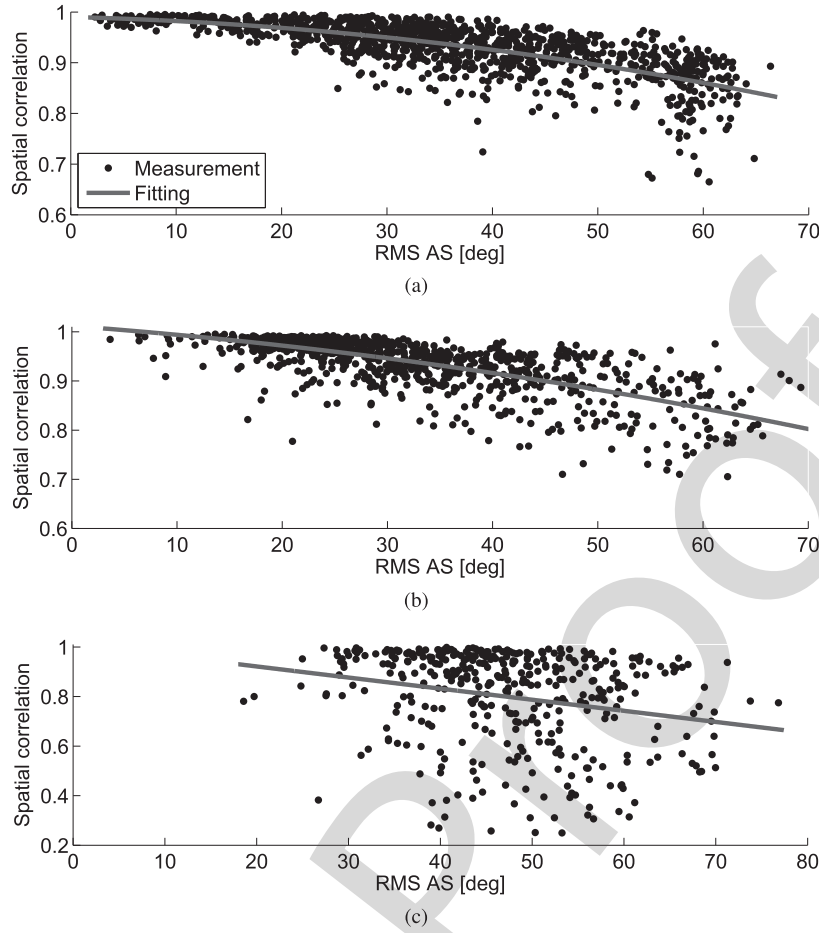 1
0.9
0.8
0.7
0.6
Spatial correlation
Measurement
Fitting
0 10 20 30 40 50 60 70
RMS AS [deg]
(a)
1
0.9
0.8
0.7
0.6
Spatial correlation
0 10 20 30 40 50 60 70
RMS AS [deg]
(b)
1
0.8
0.6
0.4
0.2
Spatial correlation
0 10 20 30 40 50 60 70 80
RMS AS [deg]
(c)
Proof